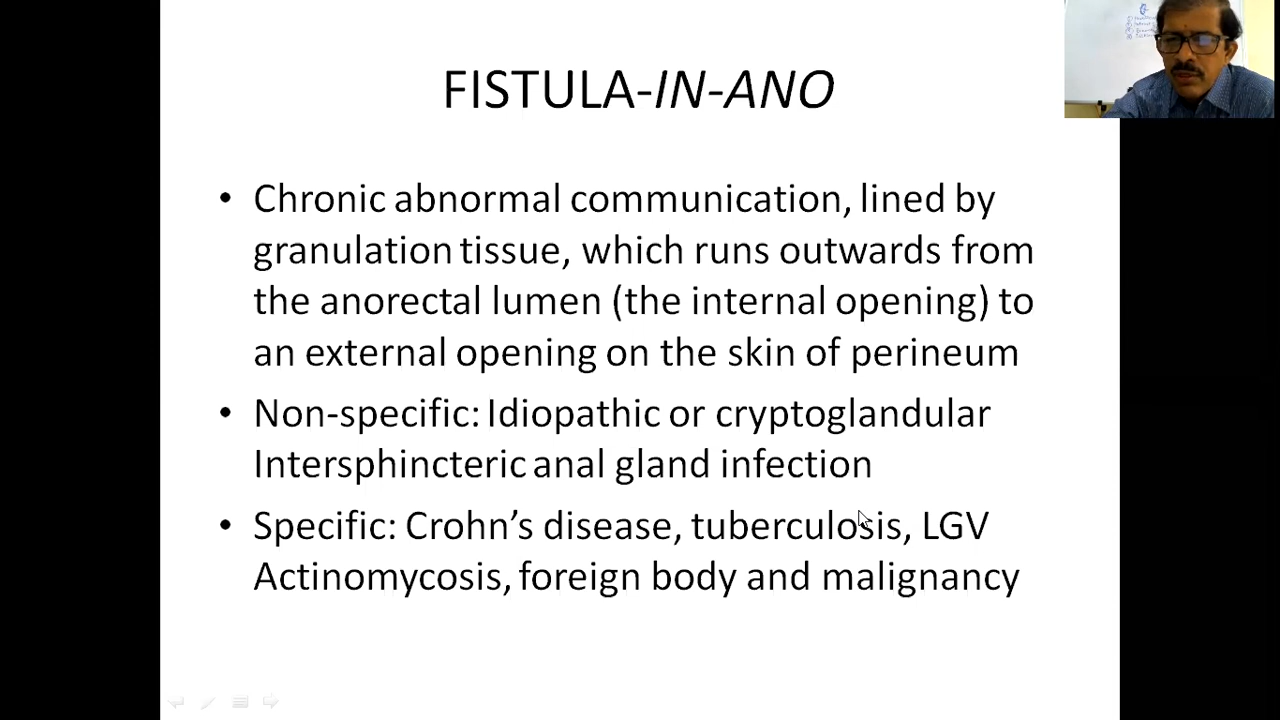 FISTULA-IN-ANO
• Chronic abnormal communication, lined by
granulation tissue, which runs outwards from
the anorectal lumen (the internal opening) to
an external opening on the skin of perineum
• Non-specific: Idiopathic or cryptoglandular
Intersphincteric anal gland infection
• Specific: Crohn’s disease, tuberculosis, LGV
Actinomycosis, foreign body and malignancy